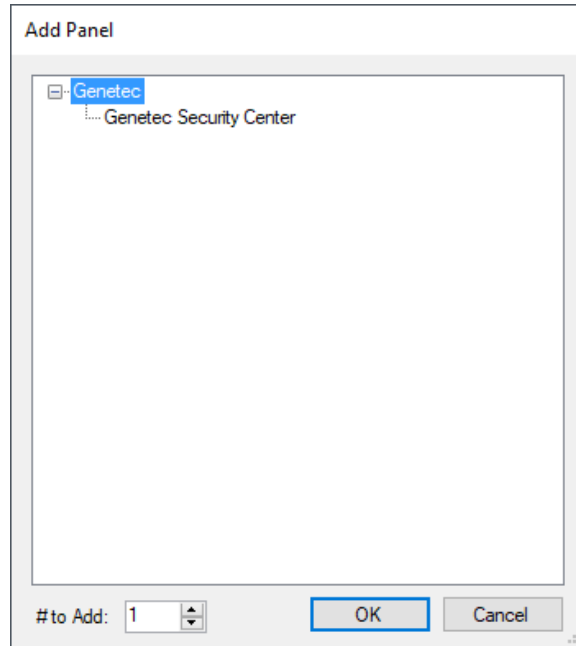 Add Panel
Genetec
Genetec Security Center
# to Add: 1
OK
Cancel